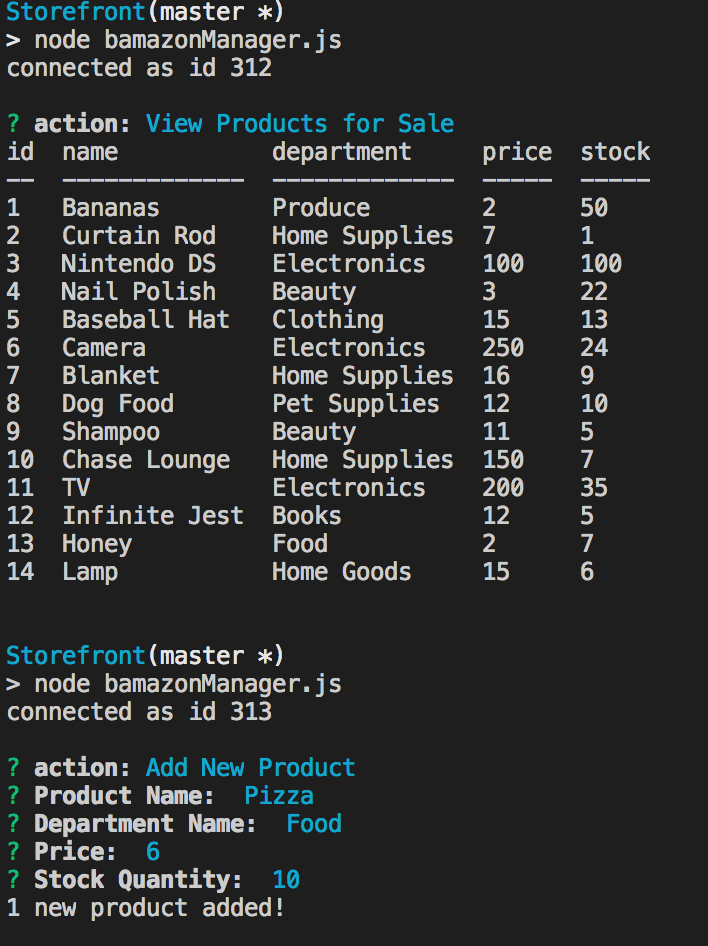 Storefront(master *)
> node bamazonManager.js
connected as id 312
? action: View Products for Sale
id  name           department     price  stock
--  -------------  -------------  -----  -----
1   Bananas        Produce        2      50
2   Curtain Rod    Home Supplies  7      1
3   Nintendo DS    Electronics    100    100
4   Nail Polish    Beauty         3      22
5   Baseball Hat   Clothing       15     13
6   Camera         Electronics    250    24
7   Blanket        Home Supplies  16     9
8   Dog Food       Pet Supplies   12     10
9   Shampoo        Beauty         11     5
10  Chase Lounge   Home Supplies  150    7
11  TV             Electronics    200    35
12  Infinite Jest  Books          12     5
13  Honey          Food           2      7
14  Lamp           Home Goods     15     6
Storefront(master *)
> node bamazonManager.js
connected as id 313
? action: Add New Product
? Product Name:  Pizza
? Department Name:  Food
? Price:  6
? Stock Quantity:  10
1 new product added!